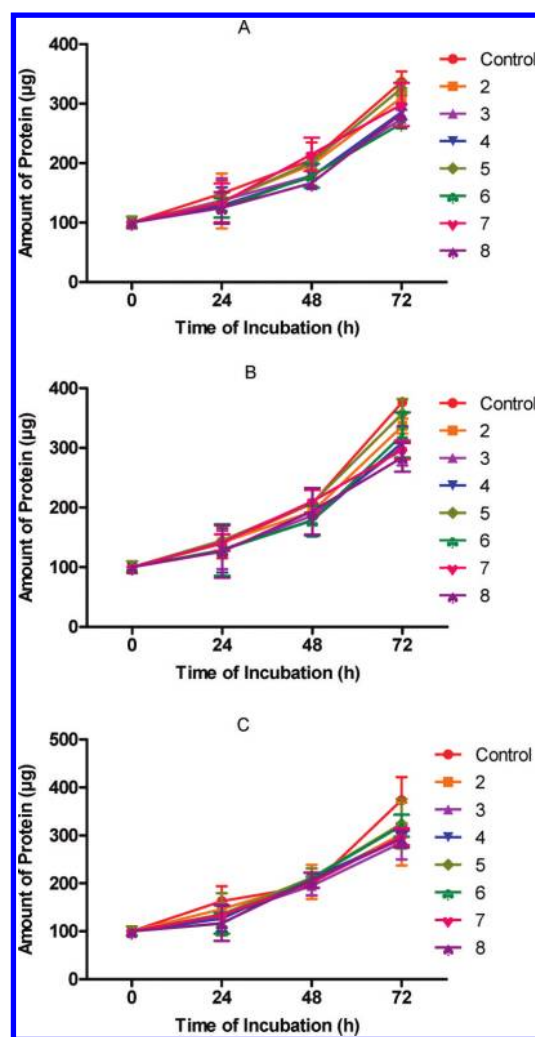 A
400
300
200
100
0
Amount of Protein (µg)
0 24 48 72
Time of Incubation (h)
Control
2
3
4
5
6
7
8
B
400
300
200
100
0
Amount of Protein (µg)
0 24 48 72
Time of Incubation (h)
Control
2
3
4
5
6
7
8
C
500
400
300
200
100
0
Amount of Protein (µg)
0 24 48 72
Time of Incubation (h)
Control
2
3
4
5
6
7
8